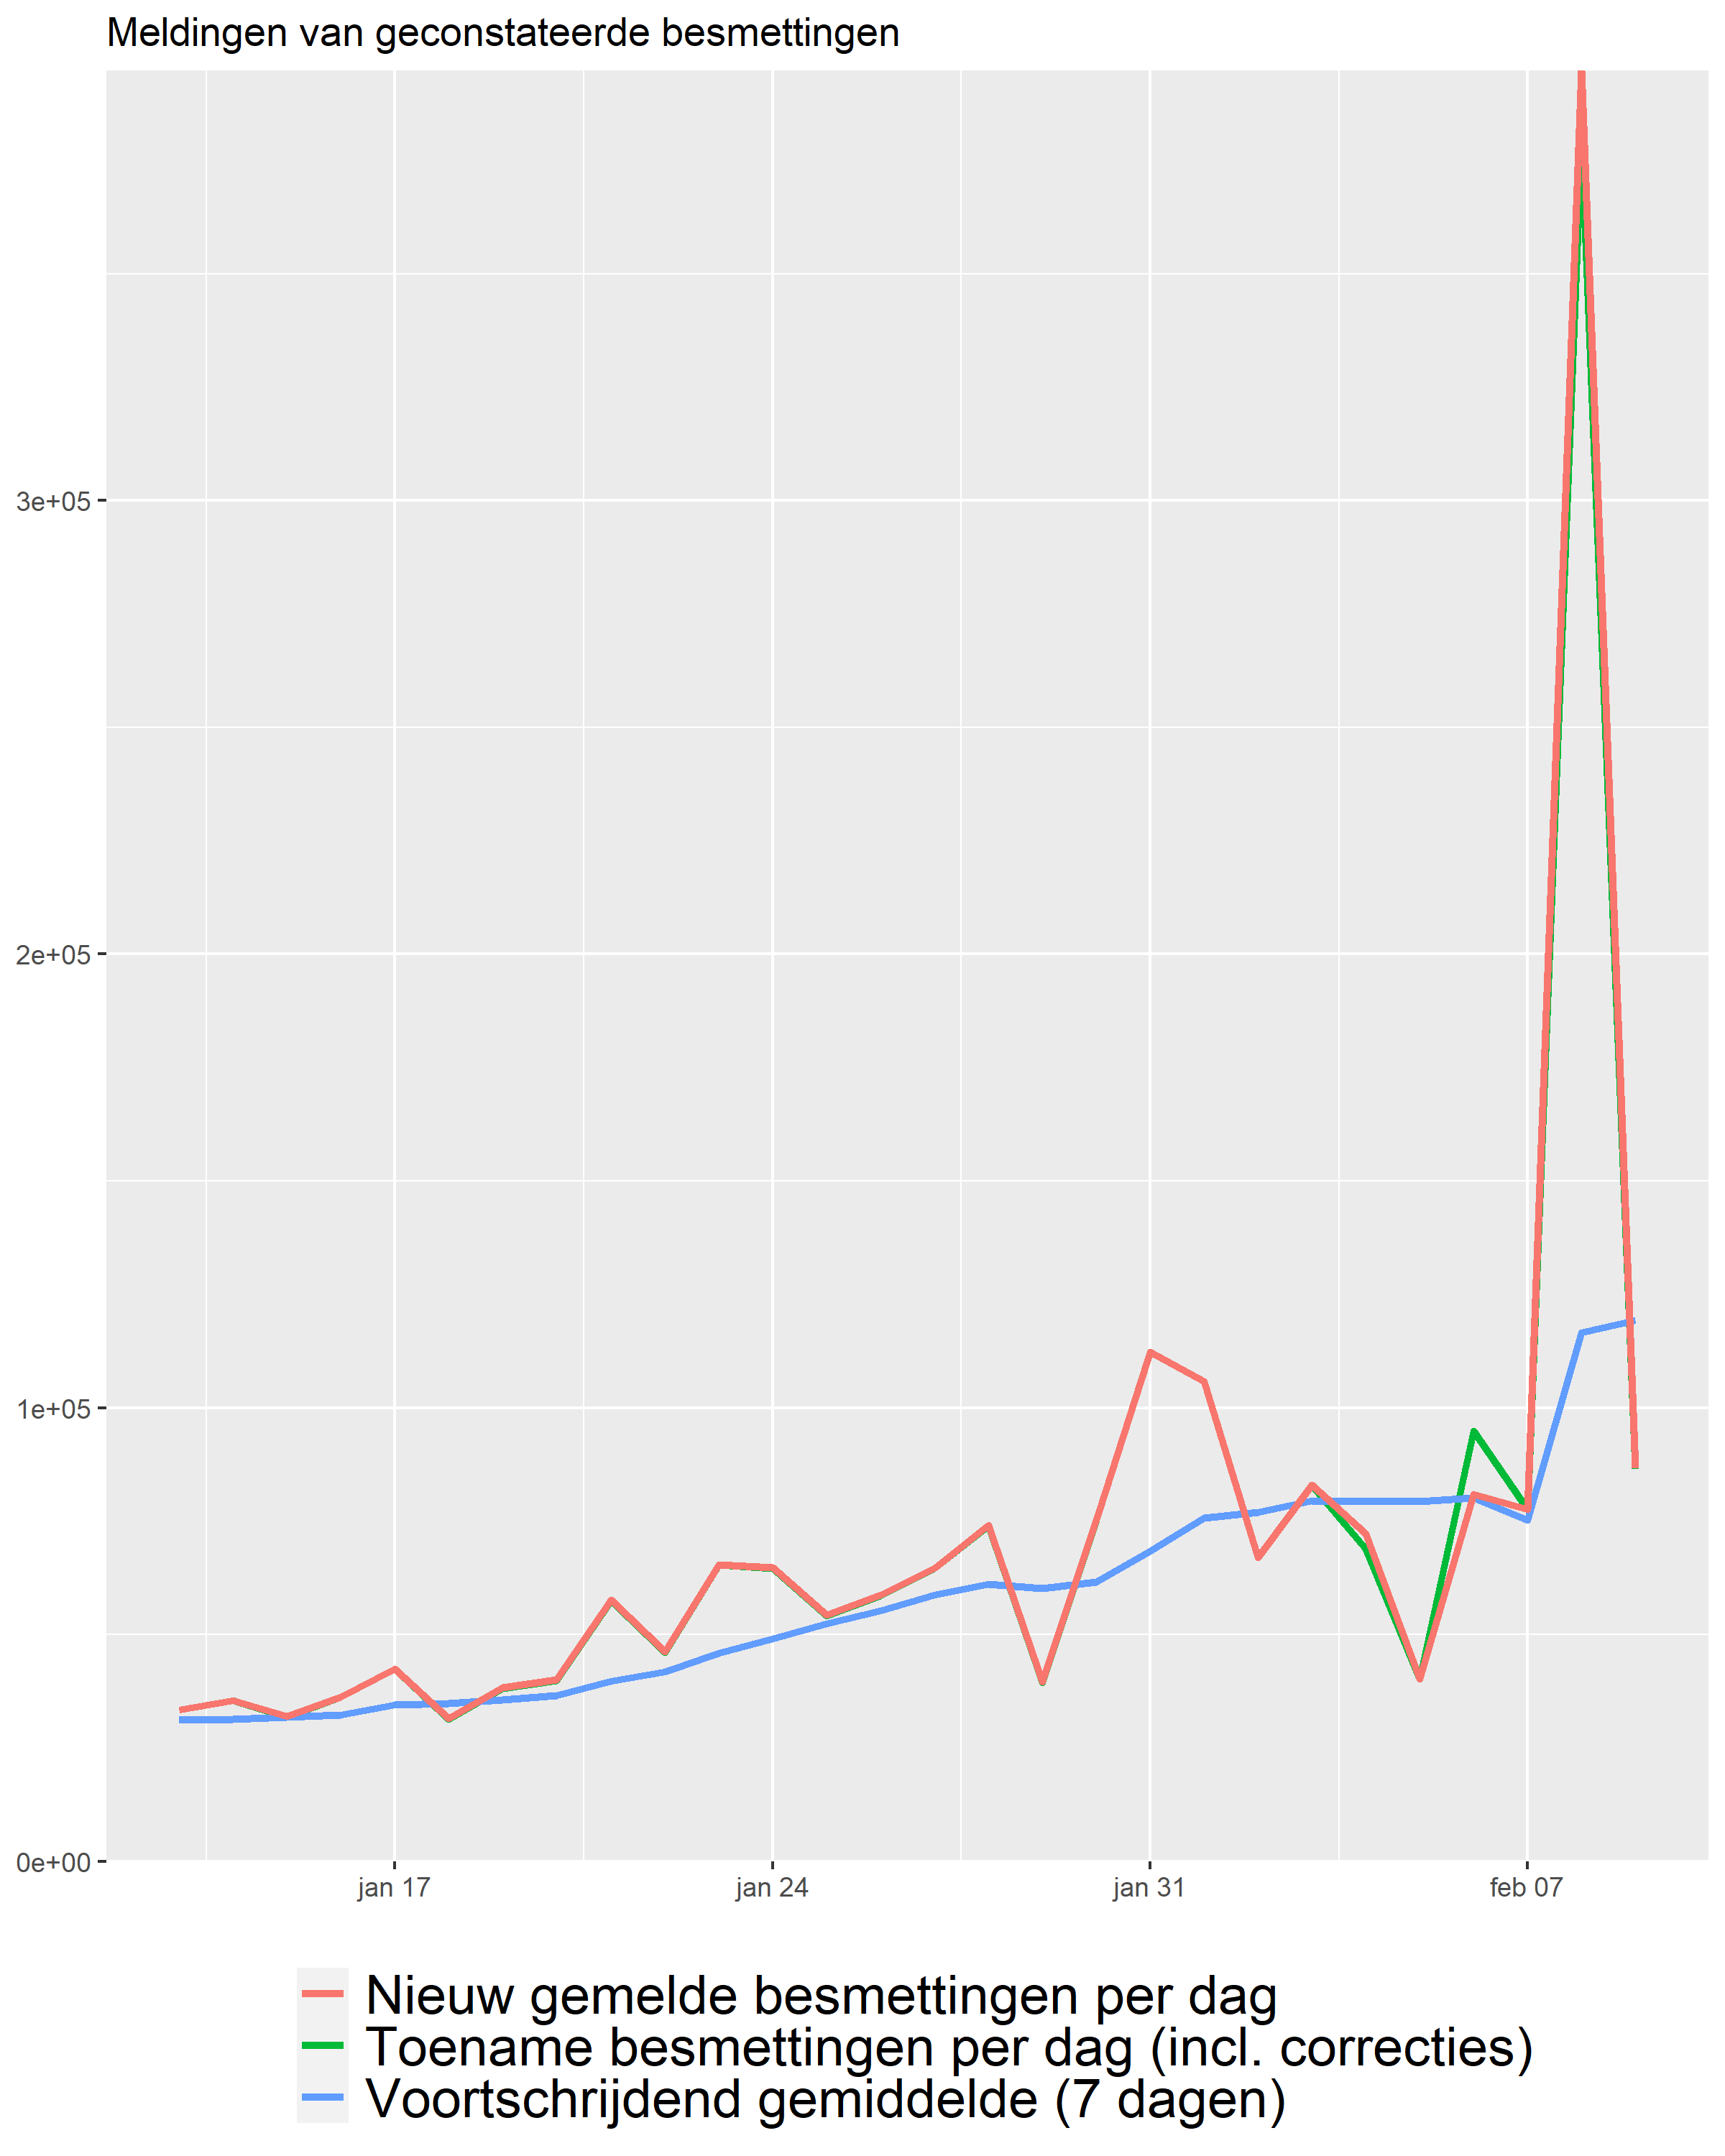 Meldingen van geconstateerde besmettingen
3e+05
2e+05
1e+05
0e+00
jan 17
jan 24
jan 31
feb 07
Nieuw gemelde besmettingen per dag
Toename besmettingen per dag (incl. correcties)
Voortschrijdend gemiddelde (7 dagen)